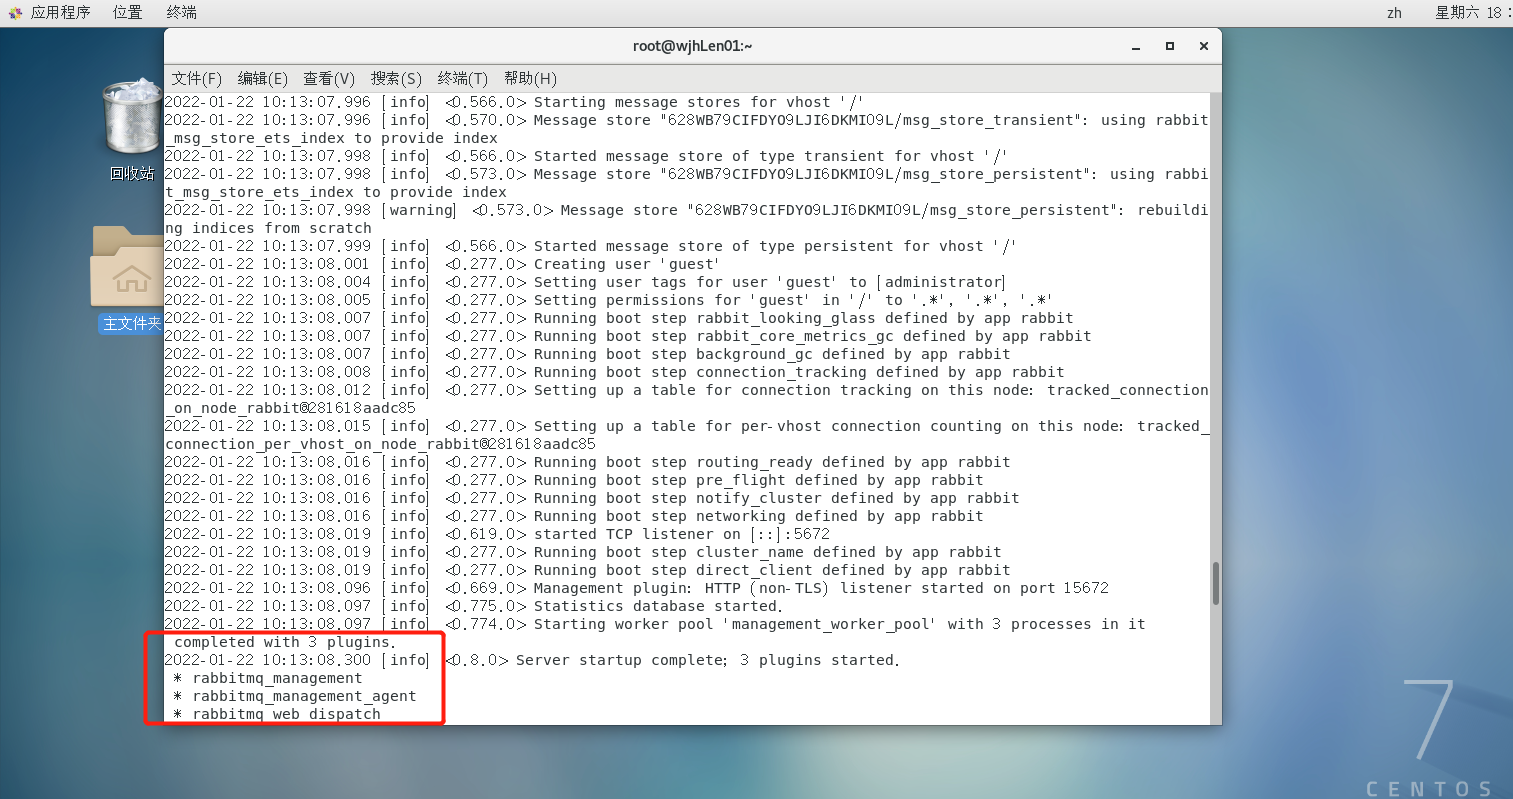 应用程序 位置 终端 zh 星期六 18 :
root@wjhLen01:~
文件(F) 编辑(E) 查看(V) 搜索(S) 终端(T) 帮助(H)
2022-01-22 10:13:07.996 [info] <0.566.0> Starting message stores for vhost '/'
2022-01-22 10:13:07.996 [info] <0.570.0> Message store "628WB79CIFDYO9LJI6DKMI09L/msg_store_transient": using rabbit
_msg_store_ets_index to provide index
2022-01-22 10:13:07.998 [info] <0.566.0> Started message store of type transient for vhost '/'
2022-01-22 10:13:07.998 [info] <0.573.0> Message store "628WB79CIFDYO9LJI6DKMI09L/msg_store_persistent": using rabbi
t_msg_store_ets_index to provide index
2022-01-22 10:13:07.998 [warning] <0.573.0> Message store "628WB79CIFDYO9LJI6DKMI09L/msg_store_persistent": rebuildi
ng indices from scratch
2022-01-22 10:13:07.999 [info] <0.566.0> Started message store of type persistent for vhost '/'
2022-01-22 10:13:08.001 [info] <0.277.0> Creating user 'guest'
2022-01-22 10:13:08.004 [info] <0.277.0> Setting user tags for user 'guest' to [administrator]
2022-01-22 10:13:08.005 [info] <0.277.0> Setting permissions for 'guest' in '/' to '.*', '.*', '.*'
2022-01-22 10:13:08.007 [info] <0.277.0> Running boot step rabbit_looking_glass defined by app rabbit
2022-01-22 10:13:08.007 [info] <0.277.0> Running boot step rabbit_core_metrics_gc defined by app rabbit
2022-01-22 10:13:08.007 [info] <0.277.0> Running boot step background_gc defined by app rabbit
2022-01-22 10:13:08.008 [info] <0.277.0> Running boot step connection_tracking defined by app rabbit
2022-01-22 10:13:08.012 [info] <0.277.0> Setting up a table for connection tracking on this node: tracked_connection
_on_node_rabbit@281618aadc85
2022-01-22 10:13:08.015 [info] <0.277.0> Setting up a table for per-vhost connection counting on this node: tracked_
connection_per_vhost_on_node_rabbit@281618aadc85
2022-01-22 10:13:08.016 [info] <0.277.0> Running boot step routing_ready defined by app rabbit
2022-01-22 10:13:08.016 [info] <0.277.0> Running boot step pre_flight defined by app rabbit
2022-01-22 10:13:08.016 [info] <0.277.0> Running boot step notify_cluster defined by app rabbit
2022-01-22 10:13:08.016 [info] <0.277.0> Running boot step networking defined by app rabbit
2022-01-22 10:13:08.019 [info] <0.619.0> started TCP listener on [::]:5672
2022-01-22 10:13:08.019 [info] <0.277.0> Running boot step cluster_name defined by app rabbit
2022-01-22 10:13:08.019 [info] <0.277.0> Running boot step direct_client defined by app rabbit
2022-01-22 10:13:08.096 [info] <0.669.0> Management plugin: HTTP (non-TLS) listener started on port 15672
2022-01-22 10:13:08.097 [info] <0.775.0> Statistics database started.
2022-01-22 10:13:08.097 [info] <0.774.0> Starting worker pool 'management_worker_pool' with 3 processes in it
completed with 3 plugins.
2022-01-22 10:13:08.300 [info] <0.8.0> Server startup complete; 3 plugins started.
* rabbitmq_management
* rabbitmq_management_agent
* rabbitmq_web_dispatch
回收站
主文件夹
7
CENTOS